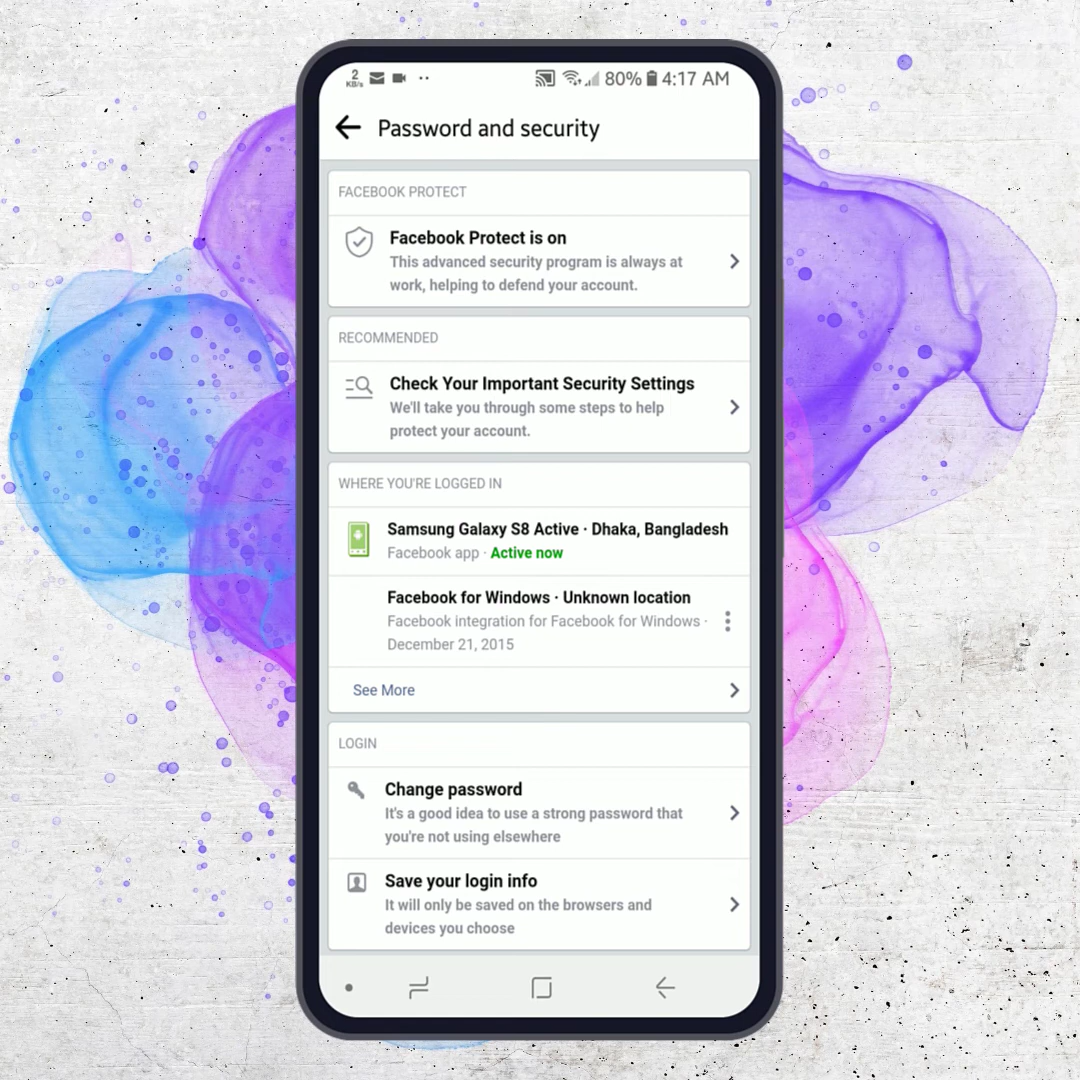 2
KB/s
80% 4:17 AM
Password and security
FACEBOOK PROTECT
Facebook Protect is on
This advanced security program is always at
work, helping to defend your account.
RECOMMENDED
Check Your Important Security Settings
We'll take you through some steps to help
protect your account.
WHERE YOU'RE LOGGED IN
Samsung Galaxy S8 Active · Dhaka, Bangladesh
Facebook app · Active now
Facebook for Windows · Unknown location
Facebook integration for Facebook for Windows ·
December 21, 2015
See More
LOGIN
Change password
It's a good idea to use a strong password that
you're not using elsewhere
Save your login info
It will only be saved on the browsers and
devices you choose